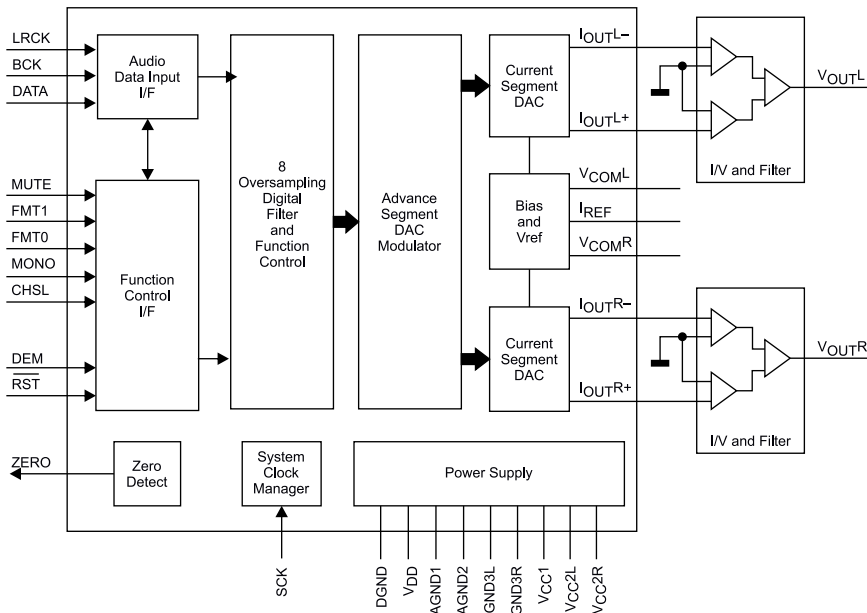 LRCK
BCK
DATA
Audio
Data Input
I/F
MUTE
FMT1
FMT0
MONO
CHSL
DEM
RST
Function
Control
I/F
8
Oversampling
Digital
Filter
and
Function
Control
Advance
Segment
DAC
Modulator
Current
Segment
DAC
Bias
and
Vref
Current
Segment
DAC
IOUTL–
IOUTL+
VCOML
IREF
VCOMR
IOUTR–
IOUTR+
VOUTL
I/V and Filter
VOUTR
I/V and Filter
ZERO
Zero
Detect
System
Clock
Manager
Power Supply
SCK
DGND
VDD
AGND1
AGND2
GND3L
GND3R
VCC1
VCC2L
VCC2R